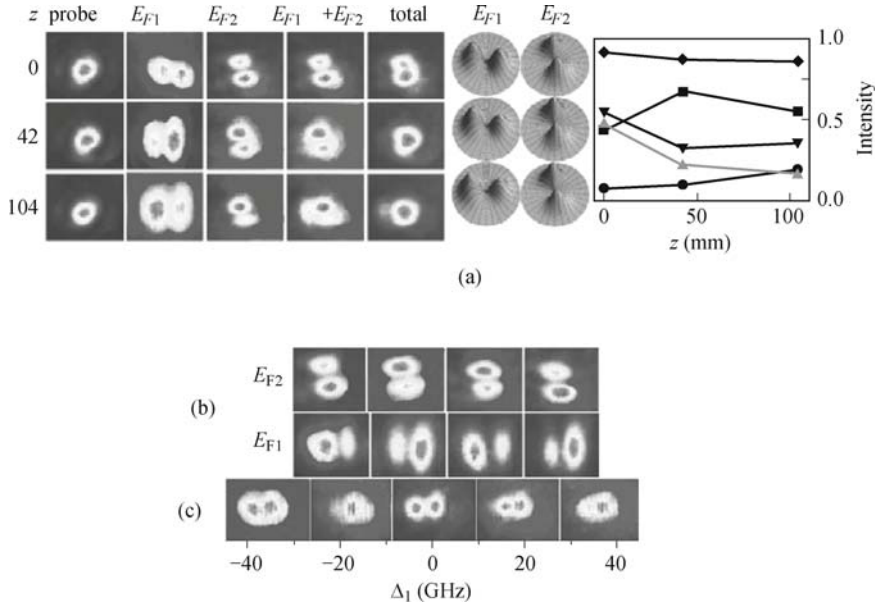 z probe E_F1 E_F2 E_F1 +E_F2 total E_F1 E_F2
0
42
104
1.0
0.5
0.0
Intensity
0 50 100
z (mm)
(a)
E_F2
(b)
E_F1
(c)
−40 −20 0 20 40
Δ_1 (GHz)